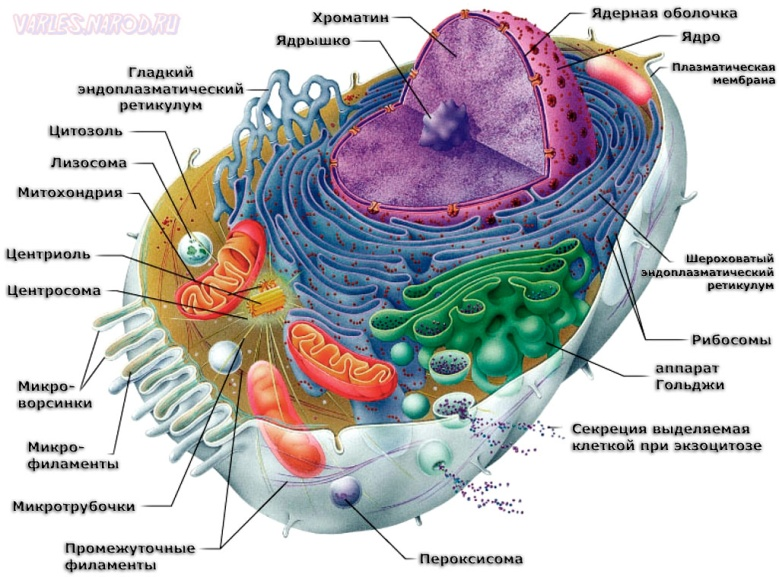 VARLES.NAROD.RU
Хроматин
Ядрышко
Ядерная оболочка
Ядро
Плазматическая
мембрана
Гладкий
эндоплазматический
ретикулум
Цитозоль
Лизосома
Митохондрия
Центриоль
Центросома
Микро-
ворсинки
Микро-
филаменты
Микротрубочки
Промежуточные
филаменты
Пероксисома
Шероховатый
эндоплазматический
ретикулум
Рибосомы
аппарат
Гольджи
Секреция выделяемая
клеткой при экзоцитозе